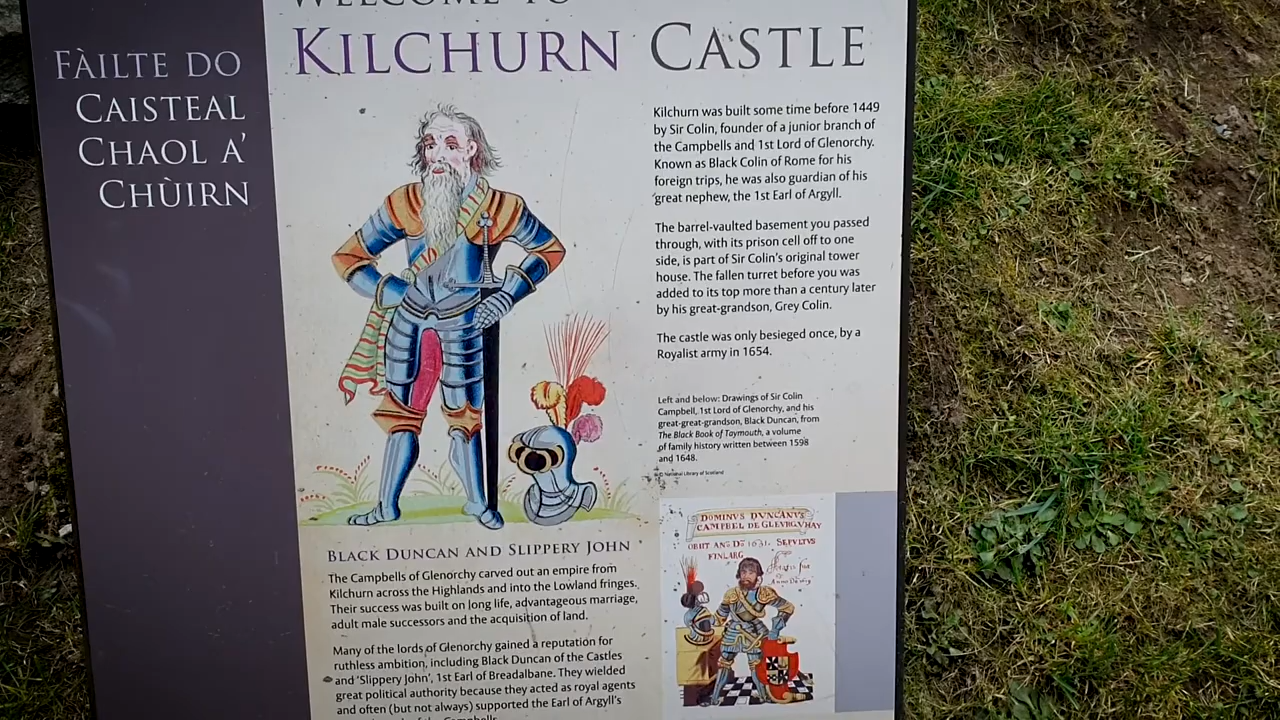 WELCOME TO
KILCHURN CASTLE
FÀILTE DO
CAISTEAL
CHAOL A'
CHÙIRN
Kilchurn was built some time before 1449
by Sir Colin, founder of a junior branch of
the Campbells and 1st Lord of Glenorchy.
Known as Black Colin of Rome for his
foreign trips, he was also guardian of his
great nephew, the 1st Earl of Argyll.
The barrel-vaulted basement you passed
through, with its prison cell off to one
side, is part of Sir Colin's original tower
house. The fallen turret before you was
added to its top more than a century later
by his great-grandson, Grey Colin.
The castle was only besieged once, by a
Royalist army in 1654.
Left and below: Drawings of Sir Colin
Campbell, 1st Lord of Glenorchy, and his
great-great-grandson, Black Duncan, from
The Black Book of Taymouth, a volume
of family history written between 1598
and 1648.
© National Library of Scotland
BLACK DUNCAN AND SLIPPERY JOHN
The Campbells of Glenorchy carved out an empire from
Kilchurn across the Highlands and into the Lowland fringes.
Their success was built on long life, advantageous marriage,
adult male successors and the acquisition of land.
Many of the lords of Glenorchy gained a reputation for
ruthless ambition, including Black Duncan of the Castles
and 'Slippery John', 1st Earl of Breadalbane. They wielded
great political authority because they acted as royal agents
and often (but not always) supported the Earl of Argyll's
of the Campbells
DOMINVS DVNCANVS
CAMPBEL DE GLEVRQVHAY
OBIIT ANO DNI 1631. SEPVLTVS
FINLARG